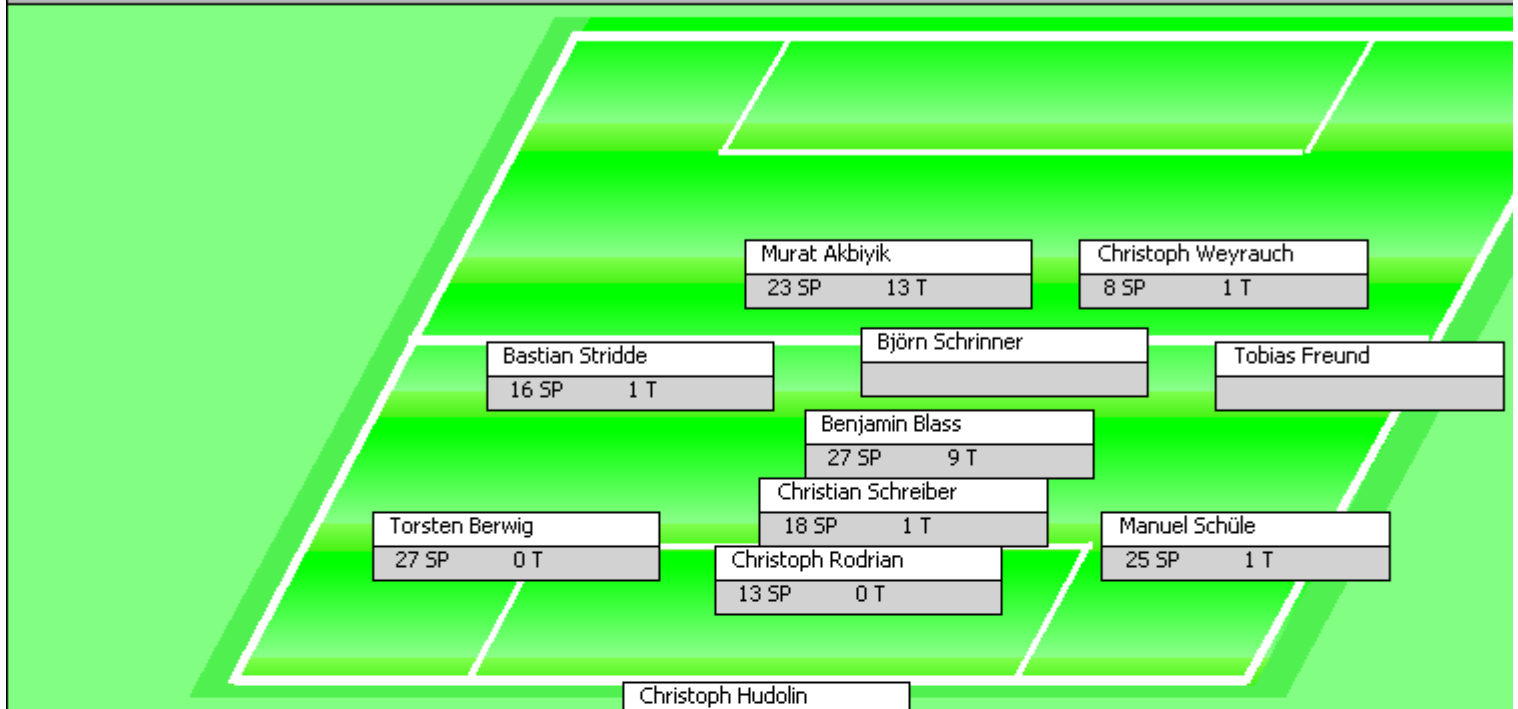 Murat Akbiyik
23 SP 13 T
Christoph Weyrauch
8 SP 1 T
Björn Schrinner
Bastian Stridde
16 SP 1 T
Tobias Freund
Benjamin Blass
27 SP 9 T
Christian Schreiber
18 SP 1 T
Torsten Berwig
27 SP 0 T
Manuel Schüle
25 SP 1 T
Christoph Rodrian
13 SP 0 T
Christoph Hudolin